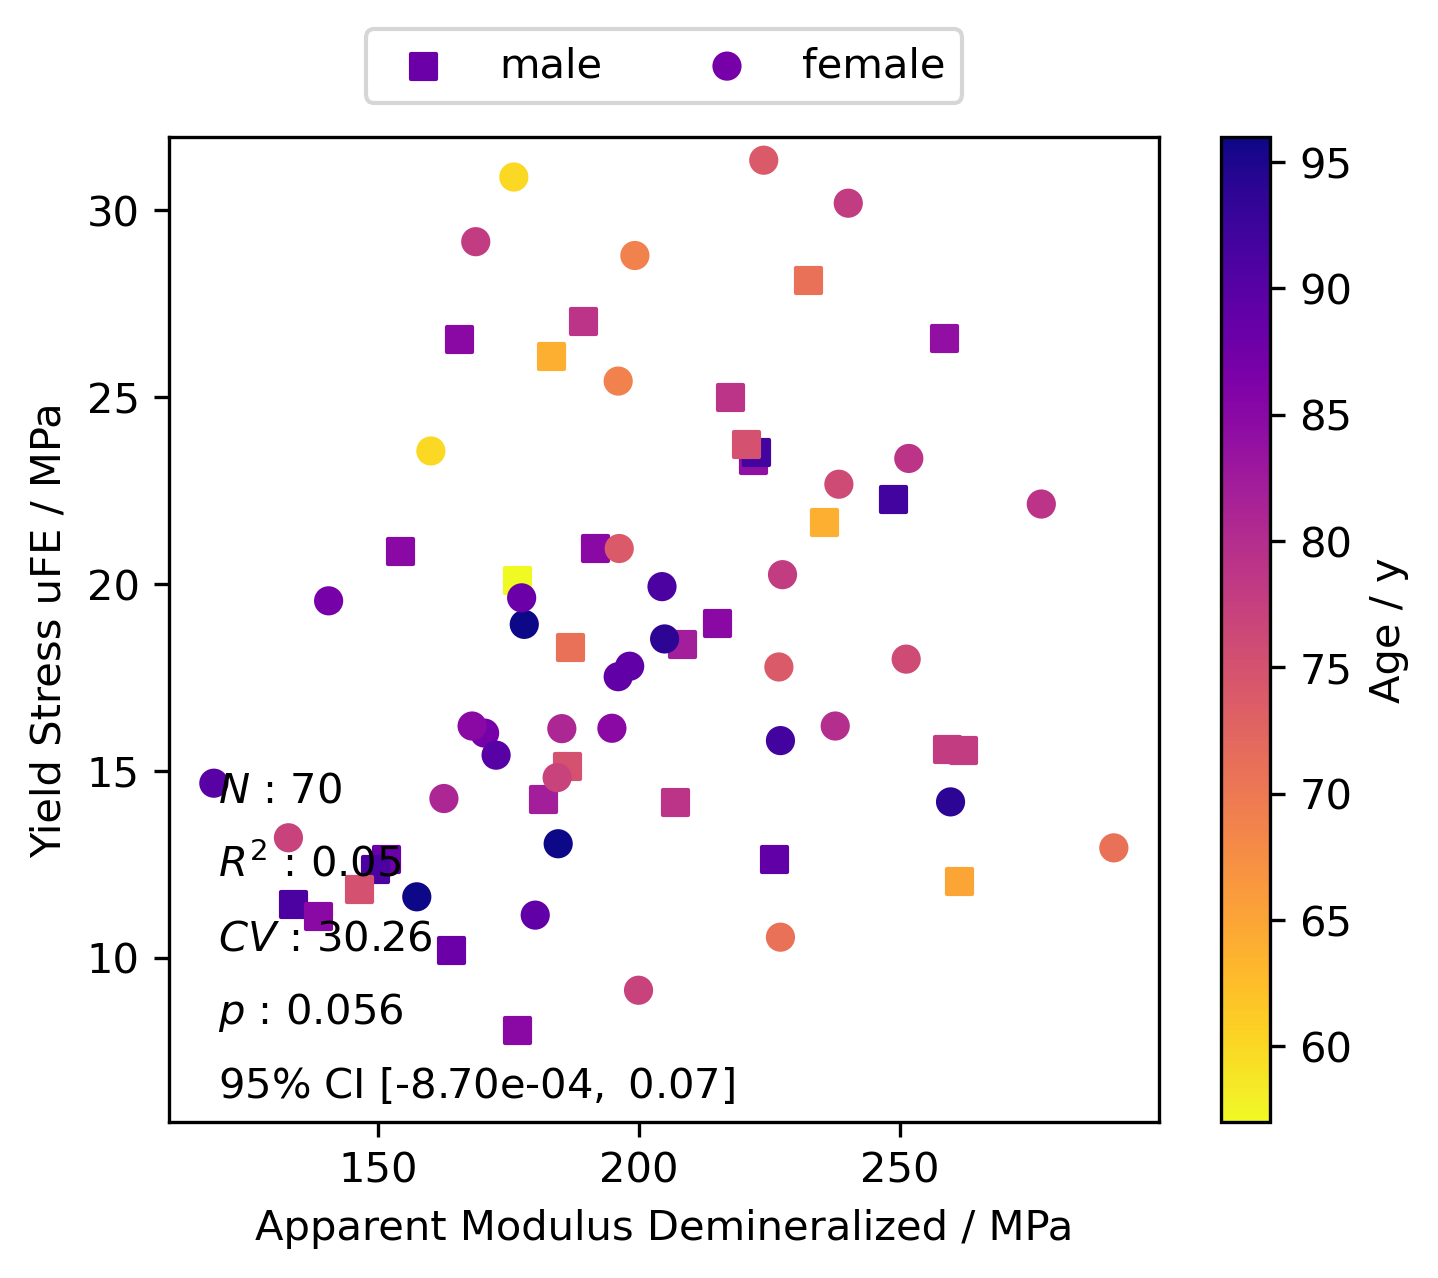 male female
30
25
20
15
10
Yield Stress uFE / MPa
N : 70
R² : 0.05
CV : 30.26
p : 0.056
95% CI [-8.70e-04, 0.07]
150 200 250
Apparent Modulus Demineralized / MPa
95
90
85
80
75
70
65
60
Age / y